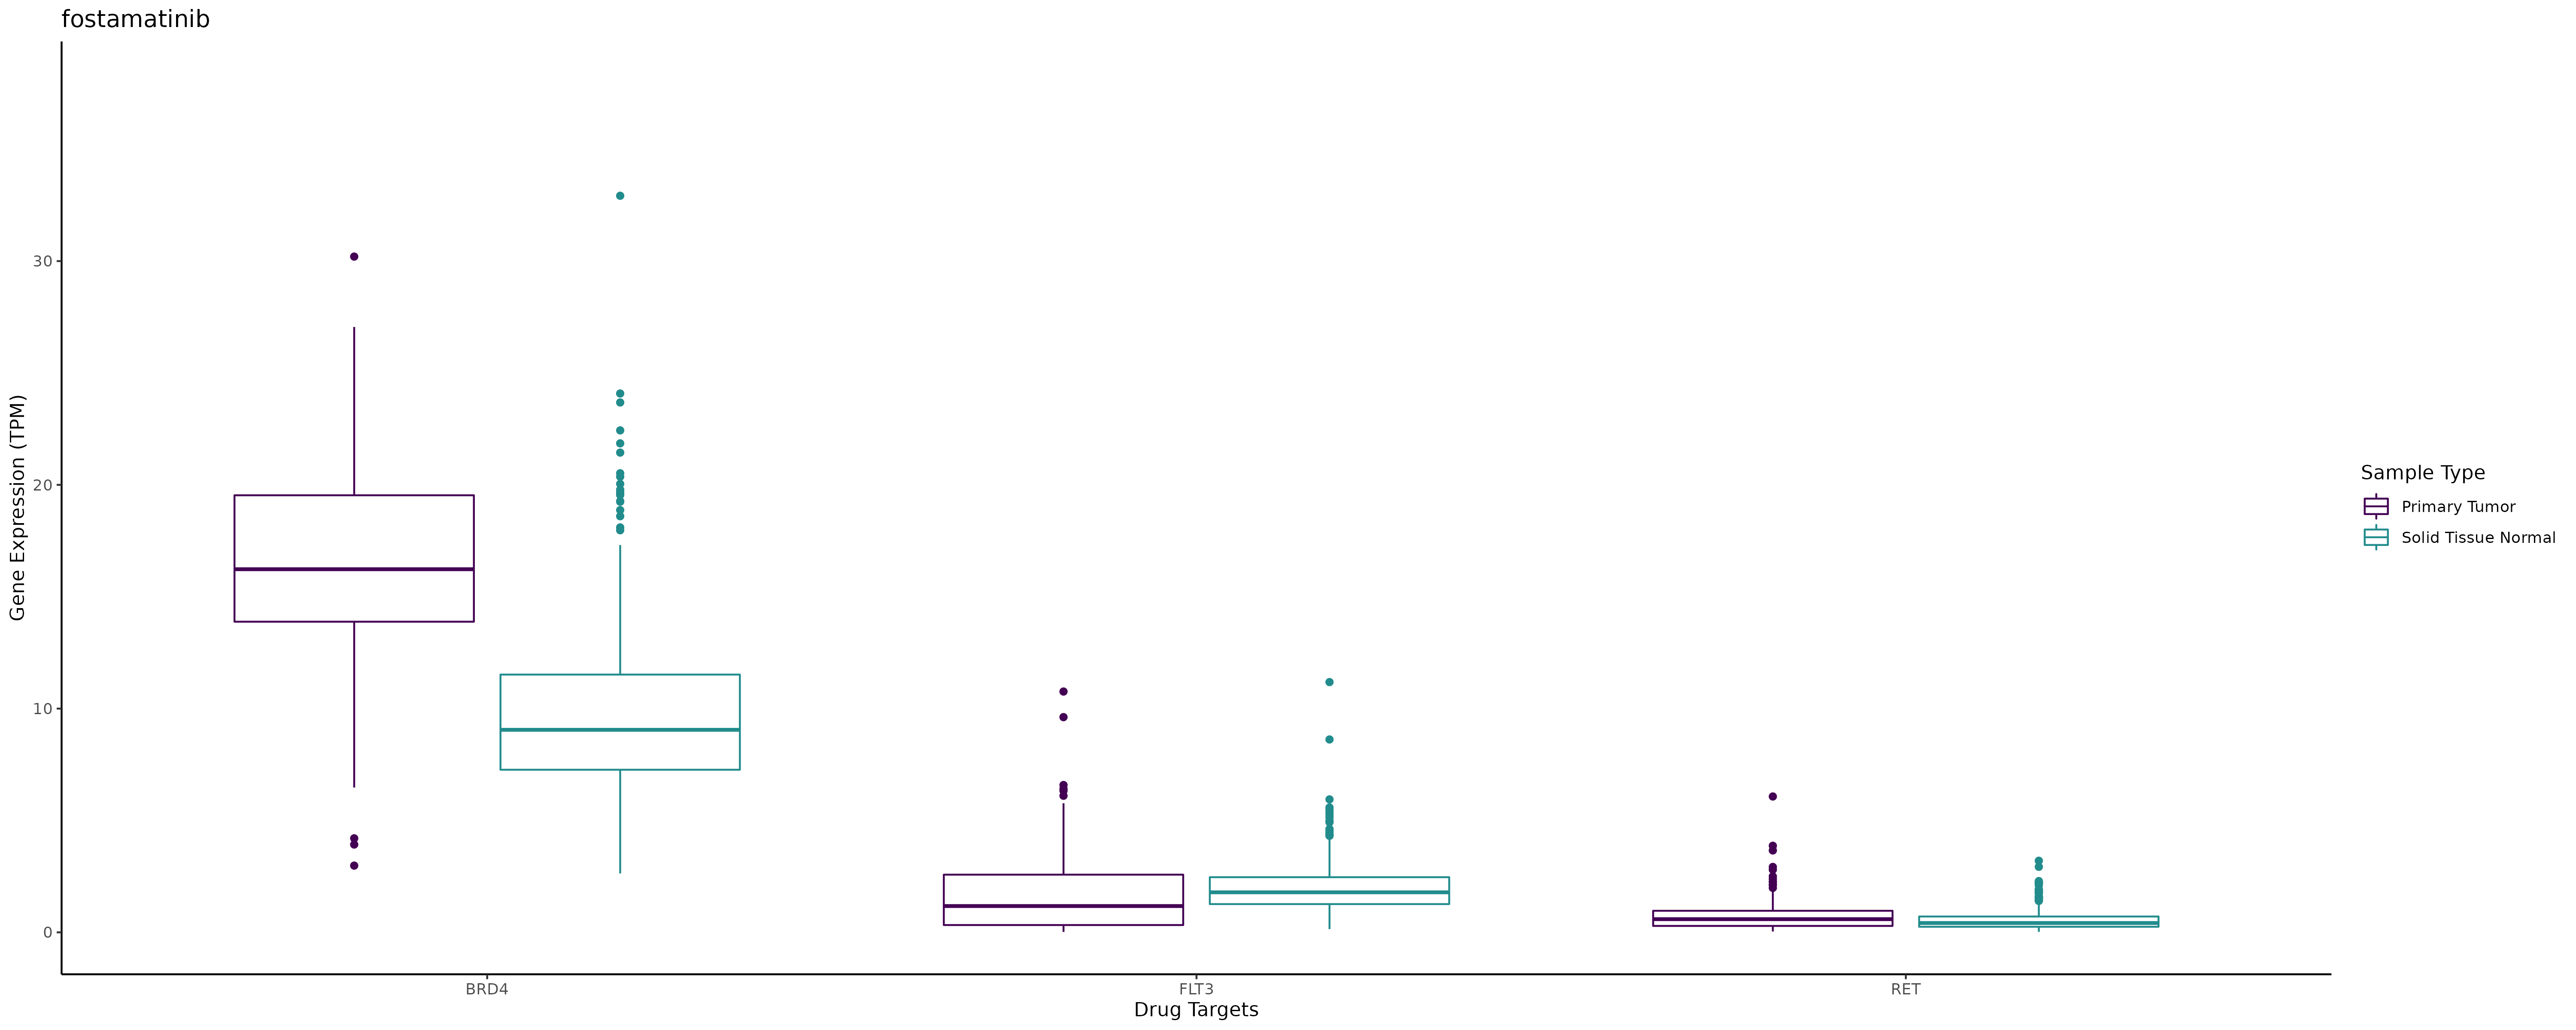 fostamatinib
Gene Expression (TPM)
30
20
10
0
BRD4
FLT3
RET
Drug Targets
Sample Type
Primary Tumor
Solid Tissue Normal